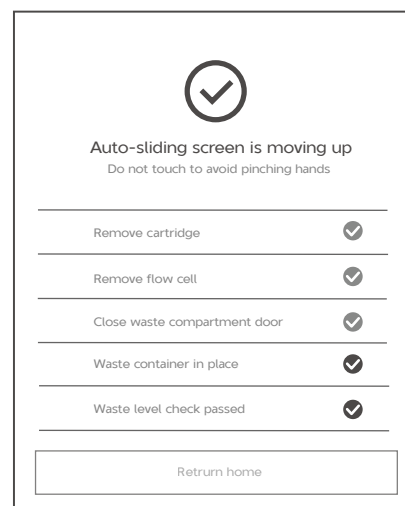 Auto-sliding screen is moving up
Do not touch to avoid pinching hands
Remove cartridge
Remove flow cell
Close waste compartment door
Waste container in place
Waste level check passed
Retrurn home